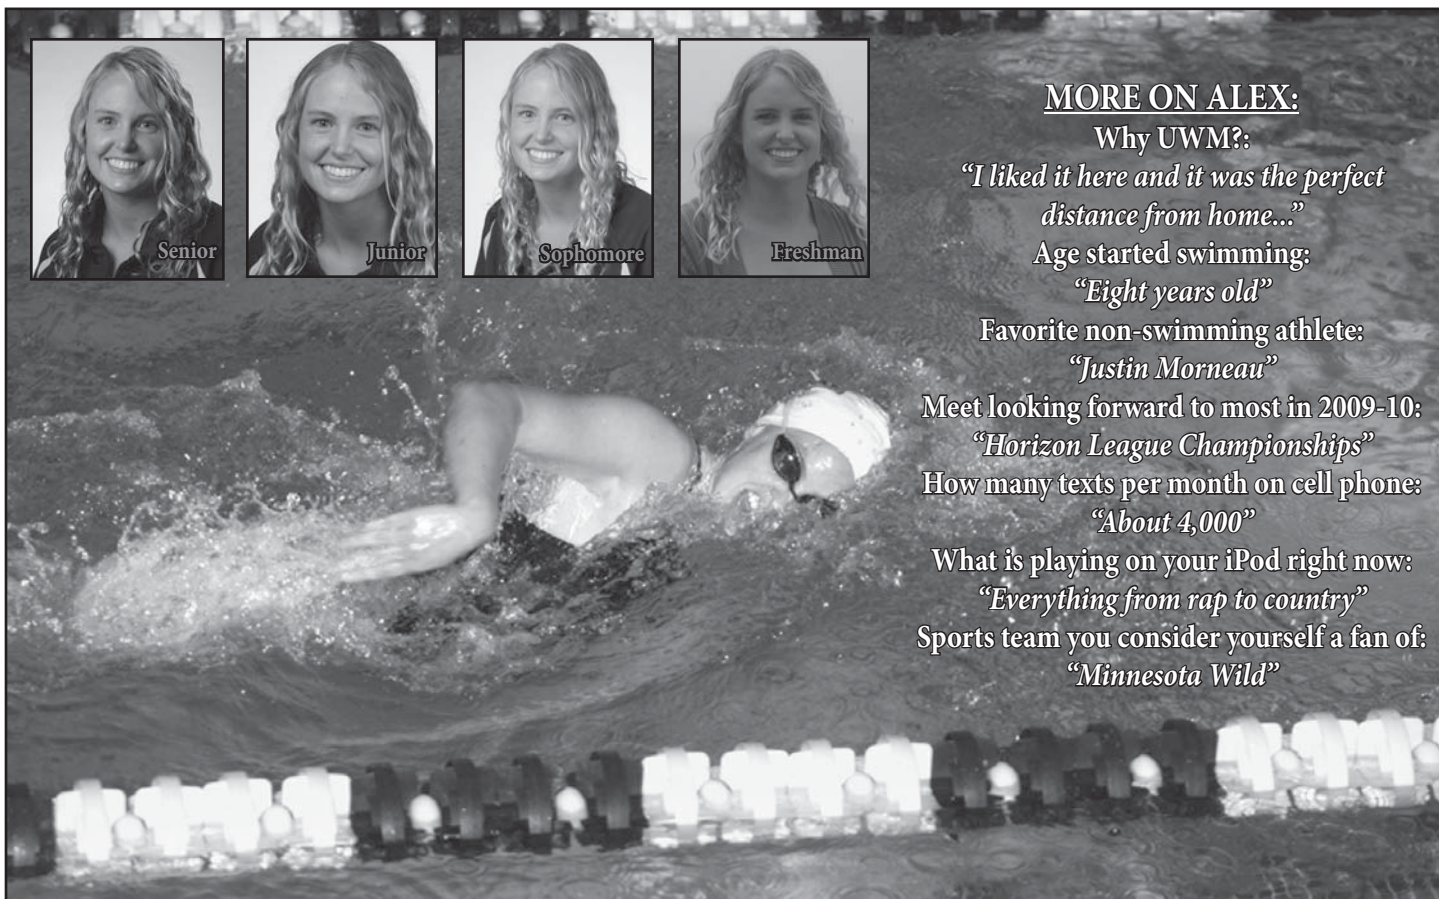 Senior
Junior
Sophomore
Freshman
MORE ON ALEX:
Why UWM?:
“I liked it here and it was the perfect
distance from home...”
Age started swimming:
“Eight years old”
Favorite non-swimming athlete:
“Justin Morneau”
Meet looking forward to most in 2009-10:
“Horizon League Championships”
How many texts per month on cell phone:
“About 4,000”
What is playing on your iPod right now:
“Everything from rap to country”
Sports team you consider yourself a fan of:
“Minnesota Wild”